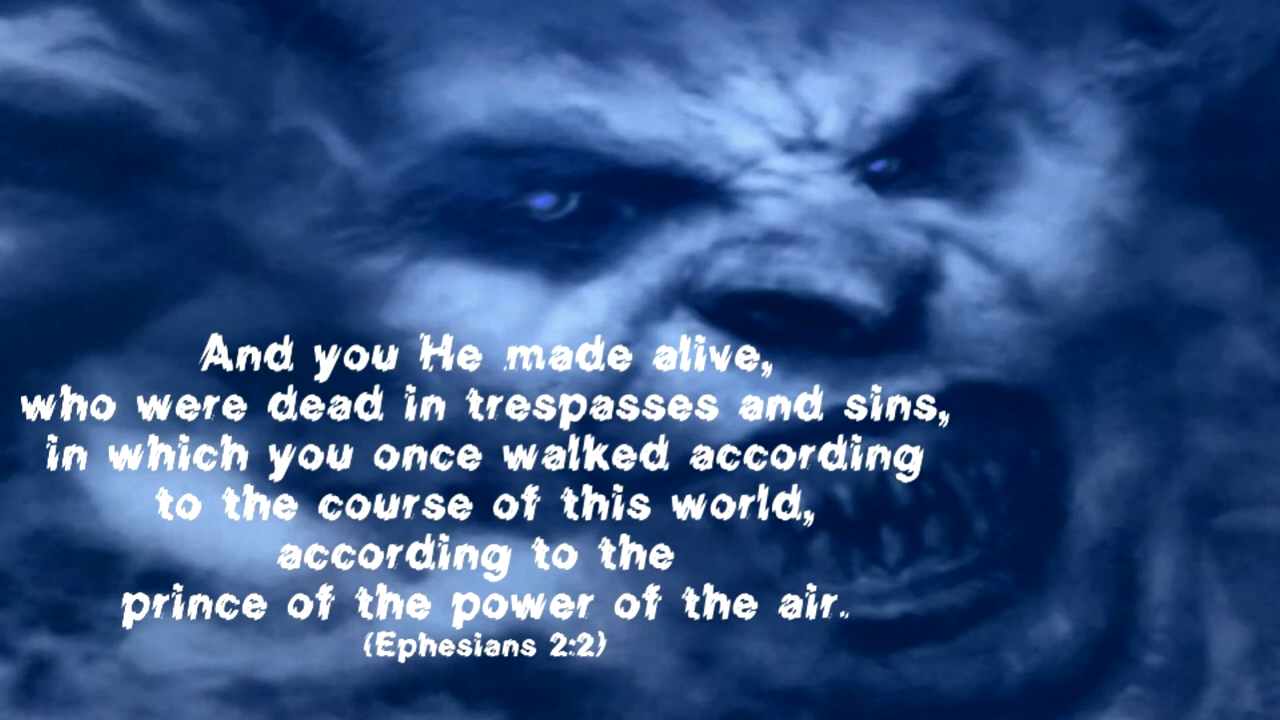 And you He made alive,
who were dead in trespasses and sins,
in which you once walked according
to the course of this world,
according to the
prince of the power of the air.
(Ephesians 2:2)